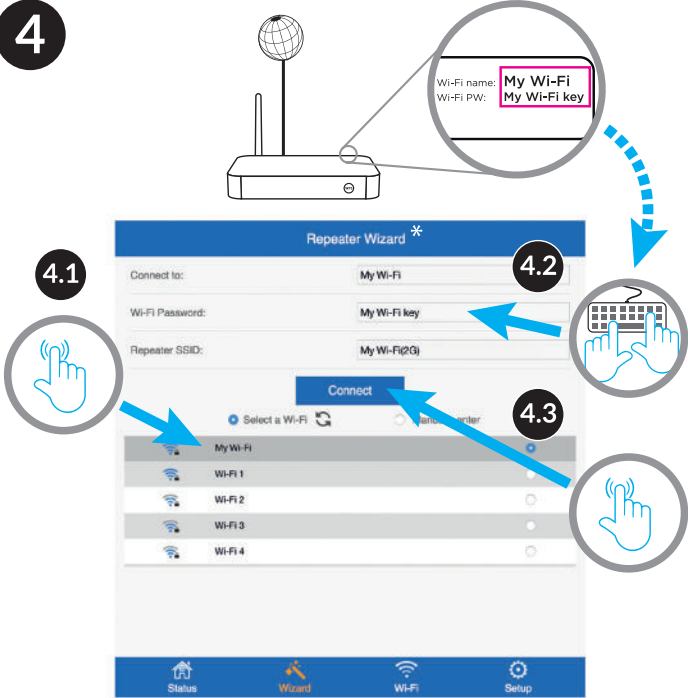 4
Wi-Fi name: My Wi-Fi
Wi-Fi PW: My Wi-Fi key
Repeater Wizard *
4.1
4.2
Connect to: My Wi-Fi
Wi-Fi Password: My Wi-Fi key
Repeater SSID: My Wi-Fi(2G)
Connect
4.3
Select a Wi-Fi enter
My Wi-Fi
Wi-Fi 1
Wi-Fi 2
Wi-Fi 3
Wi-Fi 4
Status Wizard Wi-Fi Setup